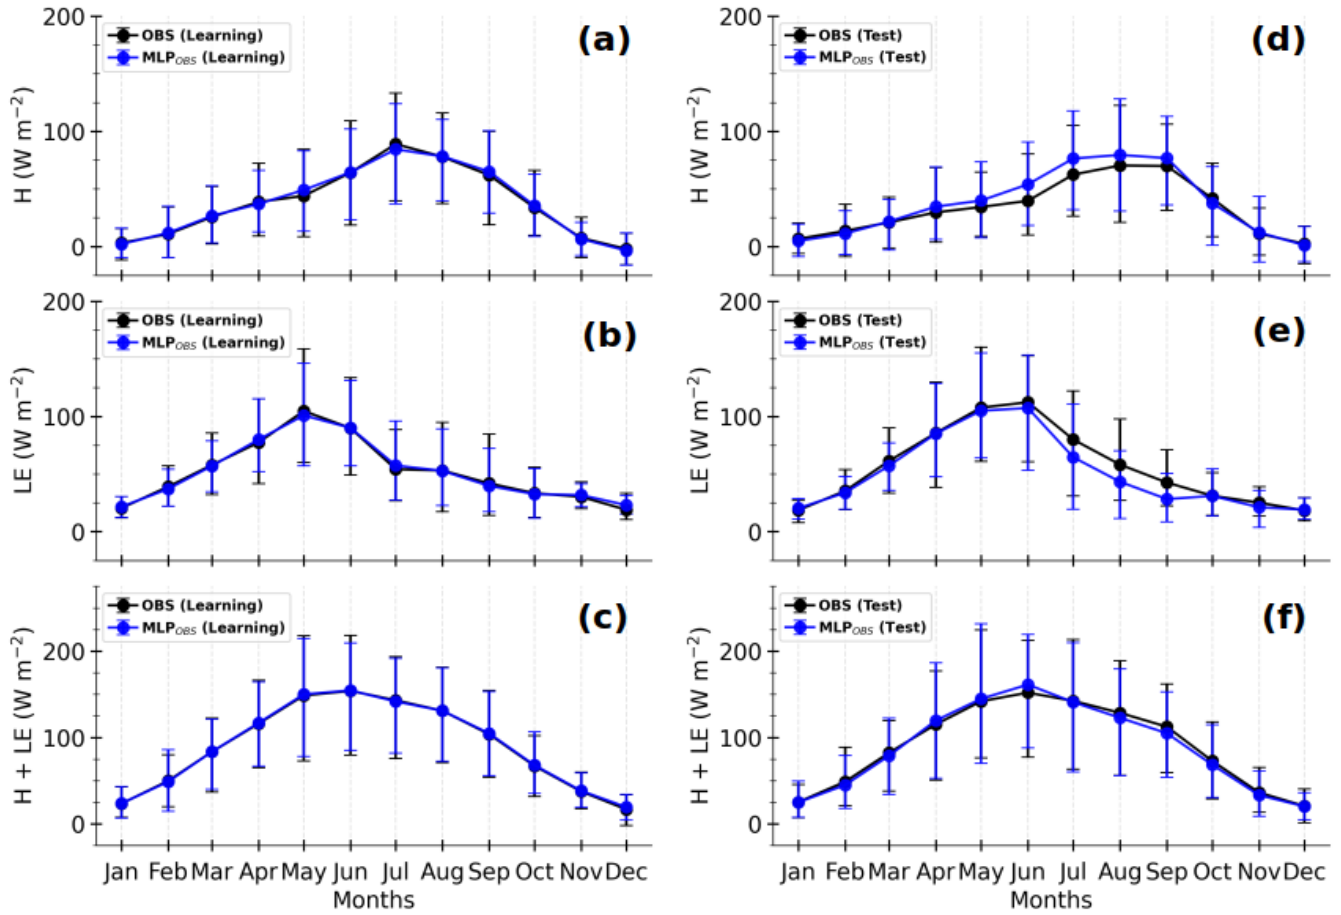 200
100
0
H (W m⁻²)
OBS (Learning)
MLP_OBS (Learning)
(a)
200
100
0
H (W m⁻²)
OBS (Test)
MLP_OBS (Test)
(d)
200
100
0
LE (W m⁻²)
OBS (Learning)
MLP_OBS (Learning)
(b)
200
100
0
LE (W m⁻²)
OBS (Test)
MLP_OBS (Test)
(e)
200
100
0
H + LE (W m⁻²)
OBS (Learning)
MLP_OBS (Learning)
(c)
Jan Feb Mar Apr May Jun Jul Aug Sep Oct Nov Dec
Months
200
100
0
H + LE (W m⁻²)
OBS (Test)
MLP_OBS (Test)
(f)
Jan Feb Mar Apr May Jun Jul Aug Sep Oct Nov Dec
Months